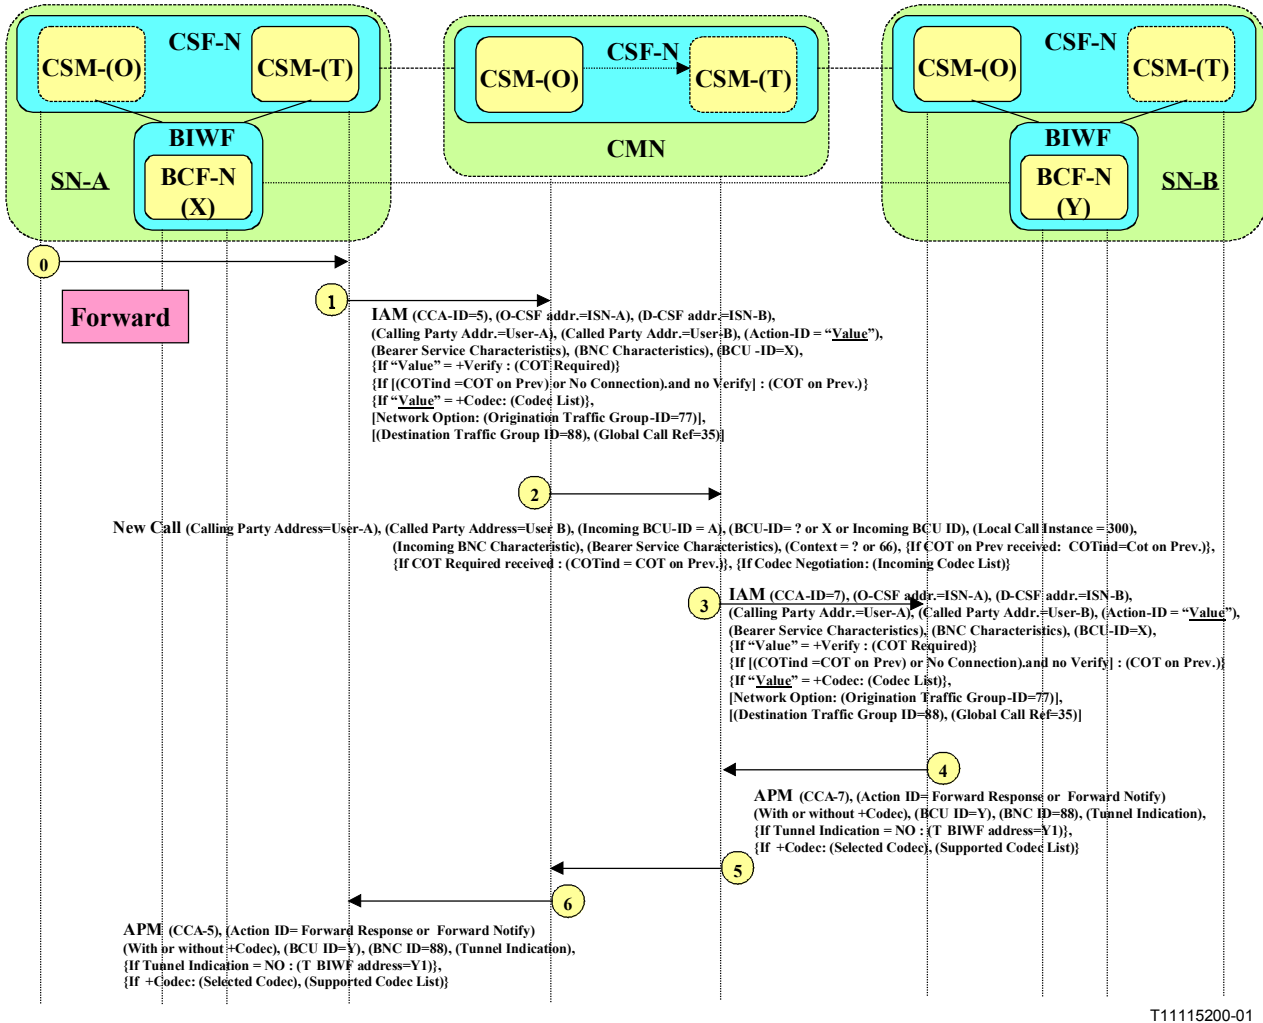 CSF-N
CSM-(O)
CSM-(T)
BIWF
BCF-N
(X)
SN-A
CSF-N
CSM-(O)
CSM-(T)
CMN
CSF-N
CSM-(O)
CSM-(T)
BIWF
BCF-N
(Y)
SN-B
0
Forward
1
IAM (CCA-ID=5), (O-CSF addr.=ISN-A), (D-CSF addr.=ISN-B),
(Calling Party Addr.=User-A), (Called Party Addr.=User-B), (Action-ID = “Value”),
(Bearer Service Characteristics), (BNC Characteristics), (BCU -ID=X),
{If “Value” = +Verify : (COT Required)}
{If [(COTind =COT on Prev) or No Connection).and no Verify] : (COT on Prev.)}
{If “Value” = +Codec: (Codec List)},
[Network Option: (Origination Traffic Group-ID=77)],
[(Destination Traffic Group ID=88), (Global Call Ref=35)]
2
New Call (Calling Party Address=User-A), (Called Party Address=User B), (Incoming BCU-ID = A), (BCU-ID= ? or X or Incoming BCU ID), (Local Call Instance = 300),
(Incoming BNC Characteristic), (Bearer Service Characteristics), (Context = ? or 66), {If COT on Prev received: COTind=Cot on Prev.)},
{If COT Required received : (COTind = COT on Prev.)}, {If Codec Negotiation: (Incoming Codec List)}
3
IAM (CCA-ID=7), (O-CSF addr.=ISN-A), (D-CSF addr.=ISN-B),
(Calling Party Addr.=User-A), (Called Party Addr.=User-B), (Action-ID = “Value”),
(Bearer Service Characteristics), (BNC Characteristics), (BCU-ID=X),
{If “Value” = +Verify : (COT Required)}
{If [(COTind =COT on Prev) or No Connection).and no Verify] : (COT on Prev.)}
{If “Value” = +Codec: (Codec List)},
[Network Option: (Origination Traffic Group-ID=77)],
[(Destination Traffic Group ID=88), (Global Call Ref=35)]
4
APM (CCA-7), (Action ID= Forward Response or Forward Notify)
(With or without +Codec), (BCU ID=Y), (BNC ID=88), (Tunnel Indication),
{If Tunnel Indication = NO : (T BIWF address=Y1)},
{If +Codec: (Selected Codec), (Supported Codec List)}
5
6
APM (CCA-5), (Action ID= Forward Response or Forward Notify)
(With or without +Codec), (BCU ID=Y), (BNC ID=88), (Tunnel Indication),
{If Tunnel Indication = NO : (T BIWF address=Y1)},
{If +Codec: (Selected Codec), (Supported Codec List)}
T11115200-01